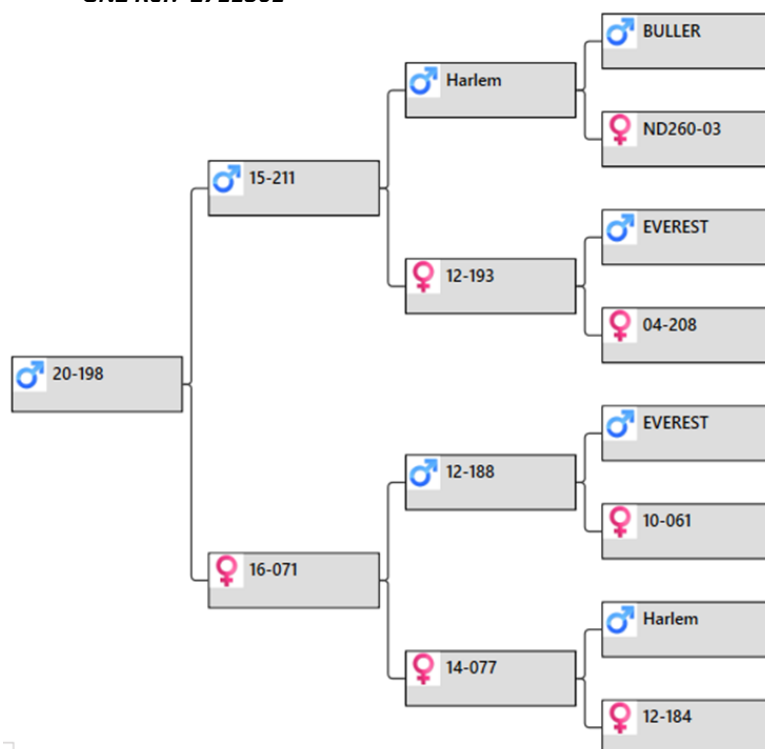 BULLER
Harlem
ND260-03
15-211
EVEREST
12-193
04-208
20-198
EVEREST
12-188
10-061
16-071
Harlem
14-077
12-184